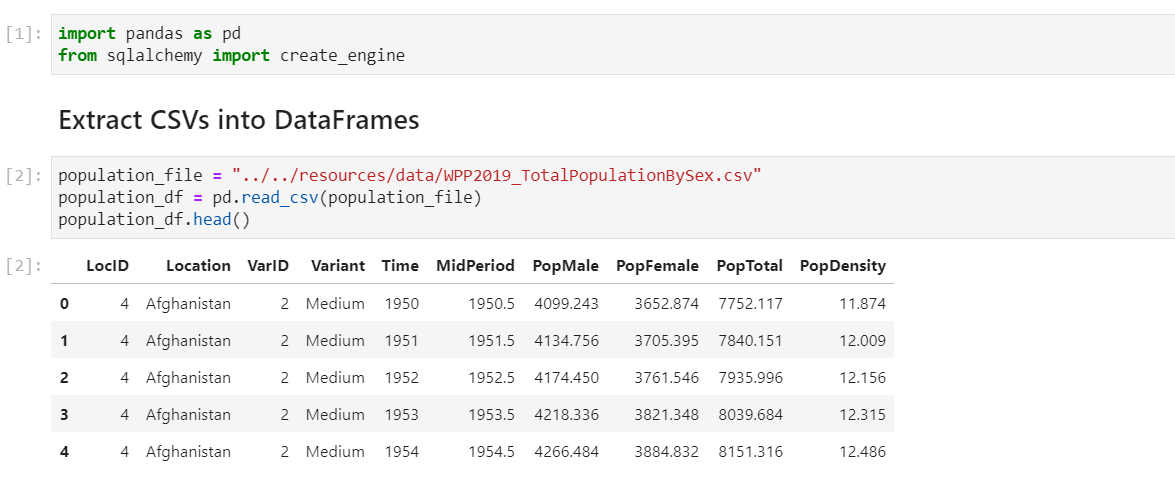 [1]: import pandas as pd
from sqlalchemy import create_engine
Extract CSVs into DataFrames
[2]: population_file = "../../resources/data/WPP2019_TotalPopulationBySex.csv"
population_df = pd.read_csv(population_file)
population_df.head()
[2]: LocID Location VarID Variant Time MidPeriod PopMale PopFemale PopTotal PopDensity
0 4 Afghanistan 2 Medium 1950 1950.5 4099.243 3652.874 7752.117 11.874
1 4 Afghanistan 2 Medium 1951 1951.5 4134.756 3705.395 7840.151 12.009
2 4 Afghanistan 2 Medium 1952 1952.5 4174.450 3761.546 7935.996 12.156
3 4 Afghanistan 2 Medium 1953 1953.5 4218.336 3821.348 8039.684 12.315
4 4 Afghanistan 2 Medium 1954 1954.5 4266.484 3884.832 8151.316 12.486